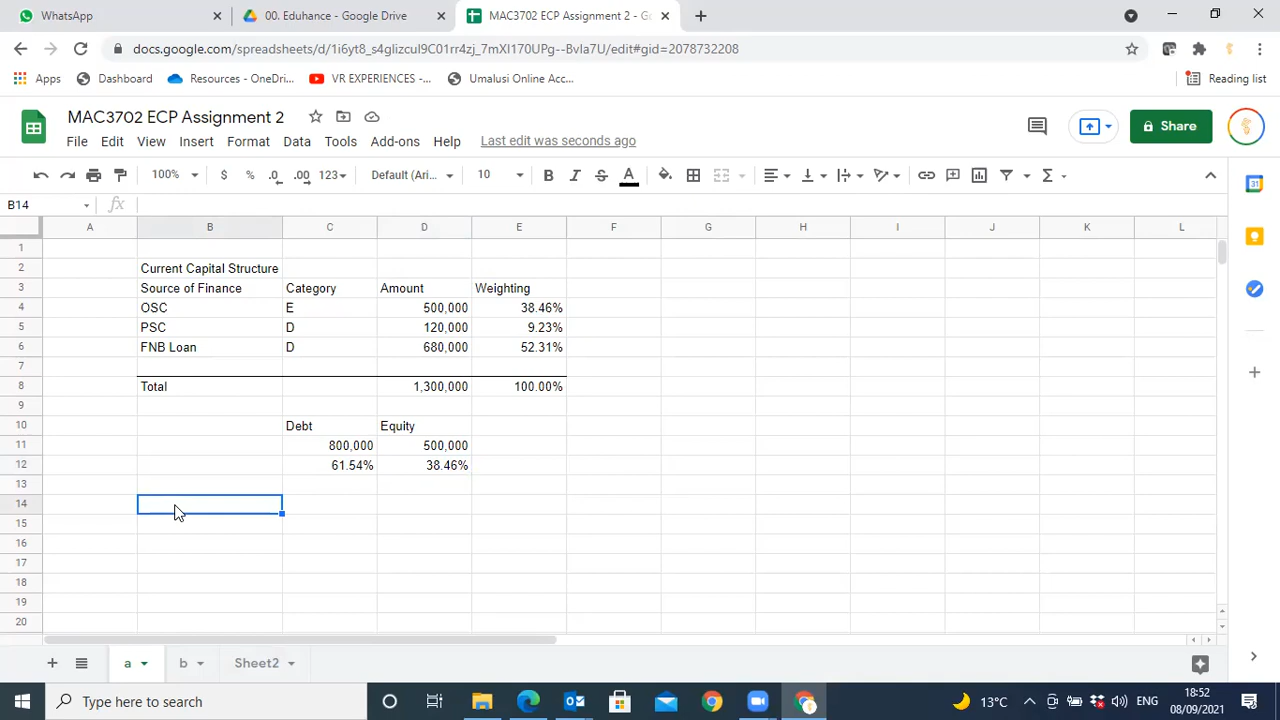 WhatsApp
00. Eduhance - Google Drive
MAC3702 ECP Assignment 2 - Go
docs.google.com/spreadsheets/d/1i6yt8_s4glizcuI9C01rr4zj_7mXI170UPg--BvIa7U/edit#gid=2078732208
Apps Dashboard Resources - OneDri... VR EXPERIENCES -... Umalusi Online Acc... Reading list
MAC3702 ECP Assignment 2
File Edit View Insert Format Data Tools Add-ons Help Last edit was seconds ago
Share
100% $ % .0 .00 123 Default (Ari... 10 B I S A Σ
31
B14 fx
A B C D E F G H I J K L
1
2 Current Capital Structure
3 Source of Finance Category Amount Weighting
4 OSC E 500,000 38.46%
5 PSC D 120,000 9.23%
6 FNB Loan D 680,000 52.31%
7
8 Total 1,300,000 100.00%
9
10 Debt Equity
11 800,000 500,000
12 61.54% 38.46%
13
14
15
16
17
18
19
20
a b Sheet2
Type here to search
13°C ENG 18:52
08/09/2021